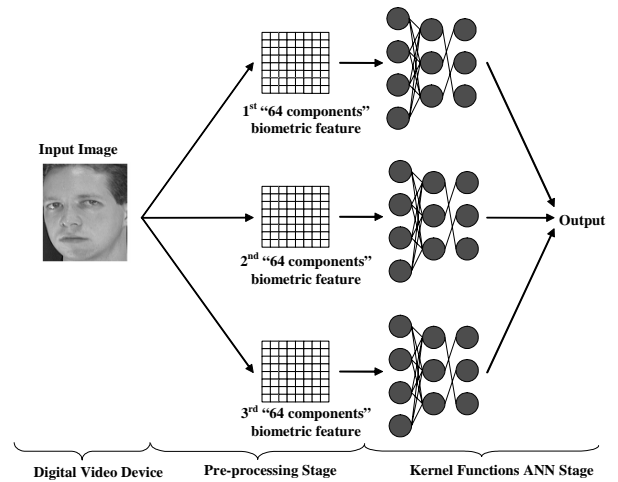 1st “64 components”
biometric feature
Input Image
Output
2nd “64 components”
biometric feature
3rd “64 components”
biometric feature
Digital Video Device
Pre-processing Stage
Kernel Functions ANN Stage